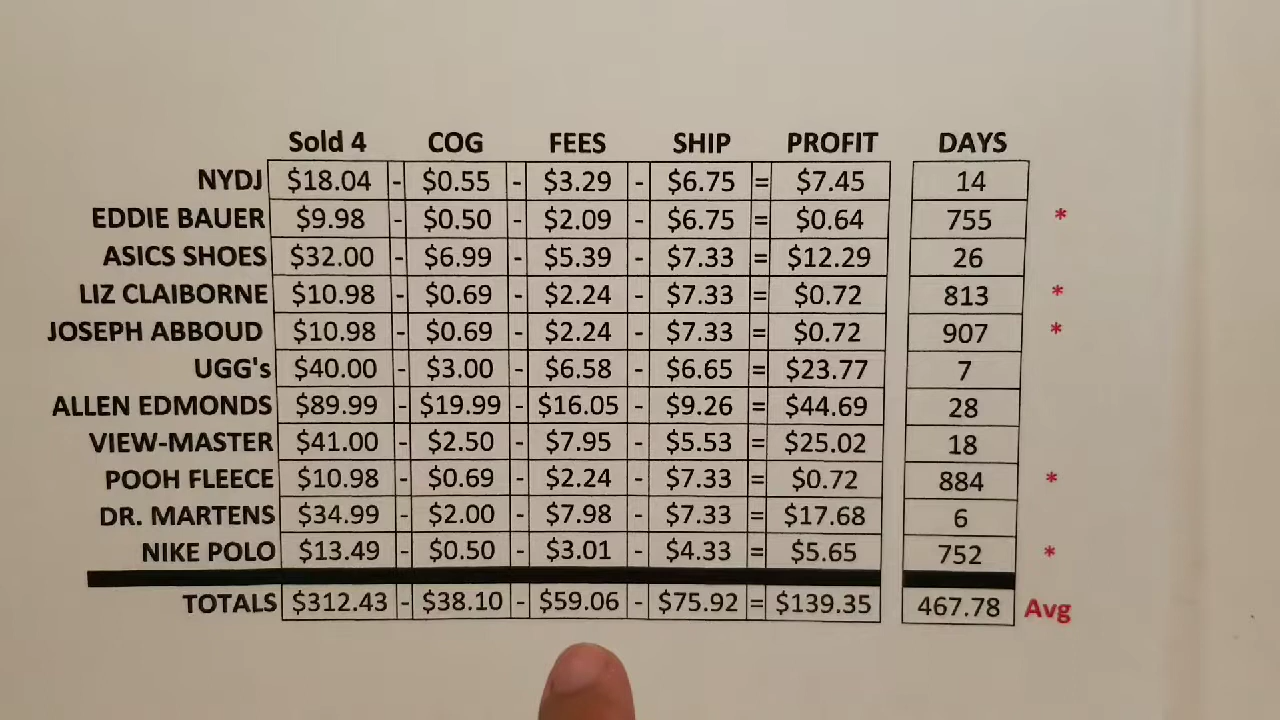 Sold 4 COG FEES SHIP PROFIT DAYS
NYDJ $18.04 - $0.55 - $3.29 - $6.75 = $7.45 14
EDDIE BAUER $9.98 - $0.50 - $2.09 - $6.75 = $0.64 755 *
ASICS SHOES $32.00 - $6.99 - $5.39 - $7.33 = $12.29 26
LIZ CLAIBORNE $10.98 - $0.69 - $2.24 - $7.33 = $0.72 813 *
JOSEPH ABBOUD $10.98 - $0.69 - $2.24 - $7.33 = $0.72 907 *
UGG's $40.00 - $3.00 - $6.58 - $6.65 = $23.77 7
ALLEN EDMONDS $89.99 - $19.99 - $16.05 - $9.26 = $44.69 28
VIEW-MASTER $41.00 - $2.50 - $7.95 - $5.53 = $25.02 18
POOH FLEECE $10.98 - $0.69 - $2.24 - $7.33 = $0.72 884 *
DR. MARTENS $34.99 - $2.00 - $7.98 - $7.33 = $17.68 6
NIKE POLO $13.49 - $0.50 - $3.01 - $4.33 = $5.65 752 *
TOTALS $312.43 - $38.10 - $59.06 - $75.92 = $139.35 467.78 Avg